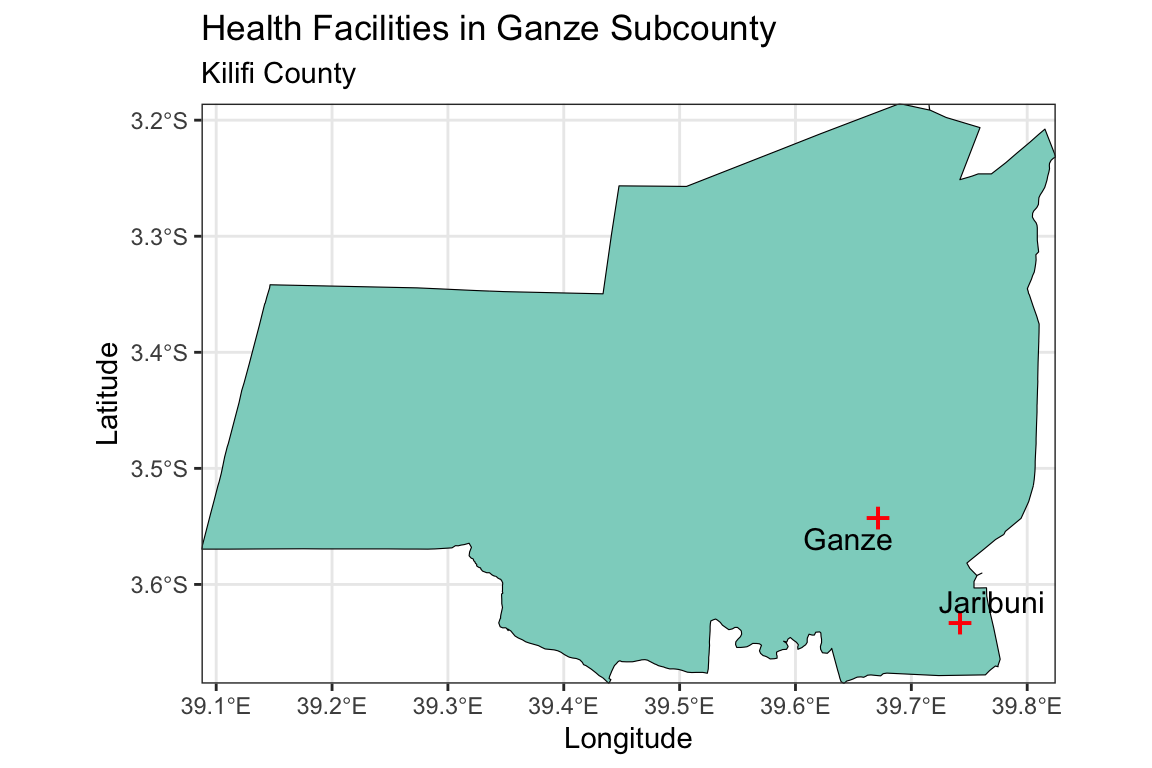 Health Facilities in Ganze Subcounty
Kilifi County
3.2°S
3.3°S
3.4°S
3.5°S
3.6°S
Latitude
Ganze
Jaribuni
39.1°E 39.2°E 39.3°E 39.4°E 39.5°E 39.6°E 39.7°E 39.8°E
Longitude